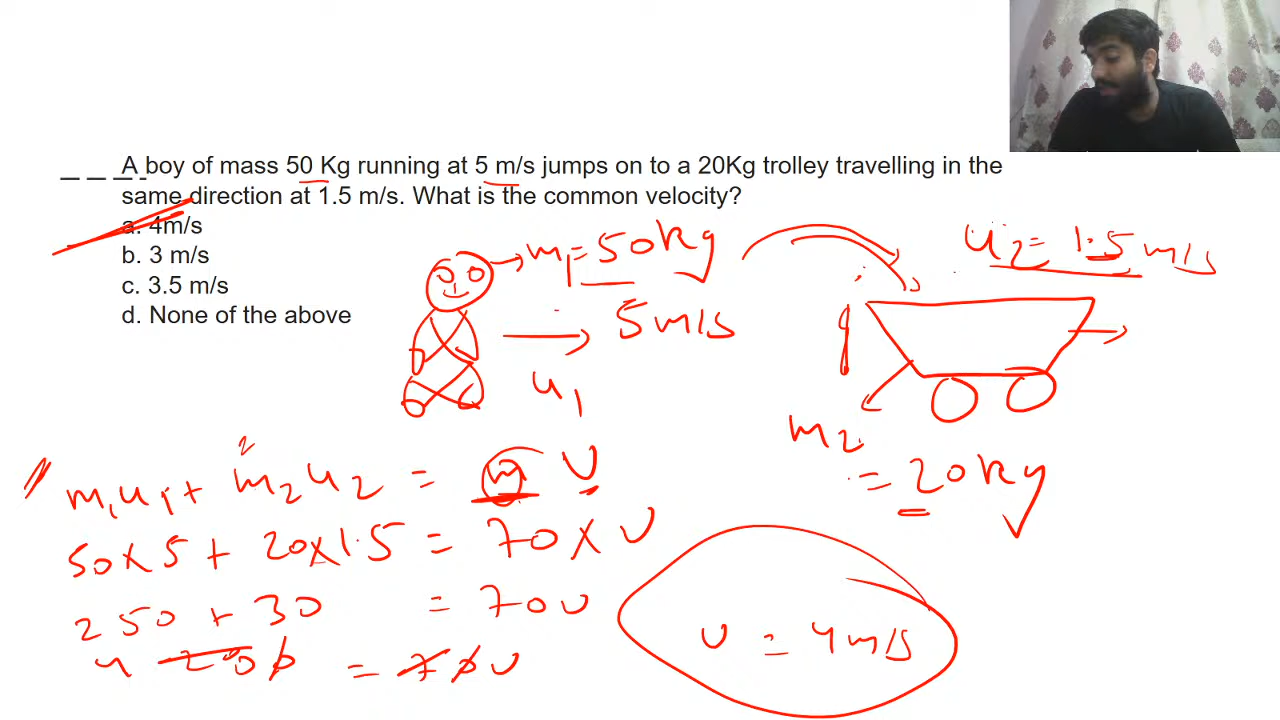 A boy of mass 50 Kg running at 5 m/s jumps on to a 20Kg trolley travelling in the
same direction at 1.5 m/s. What is the common velocity?
a. 4m/s
b. 3 m/s
c. 3.5 m/s
d. None of the above
m₁ = 50kg
u₂ = 1.5 m/s
5 m/s
u₁
m₂
= 20kg
m₁u₁ + m₂u₂ = m v
50 x 5 + 20 x 1.5 = 70 x v
250 + 30 = 70v
= 70v
v = 4 m/s